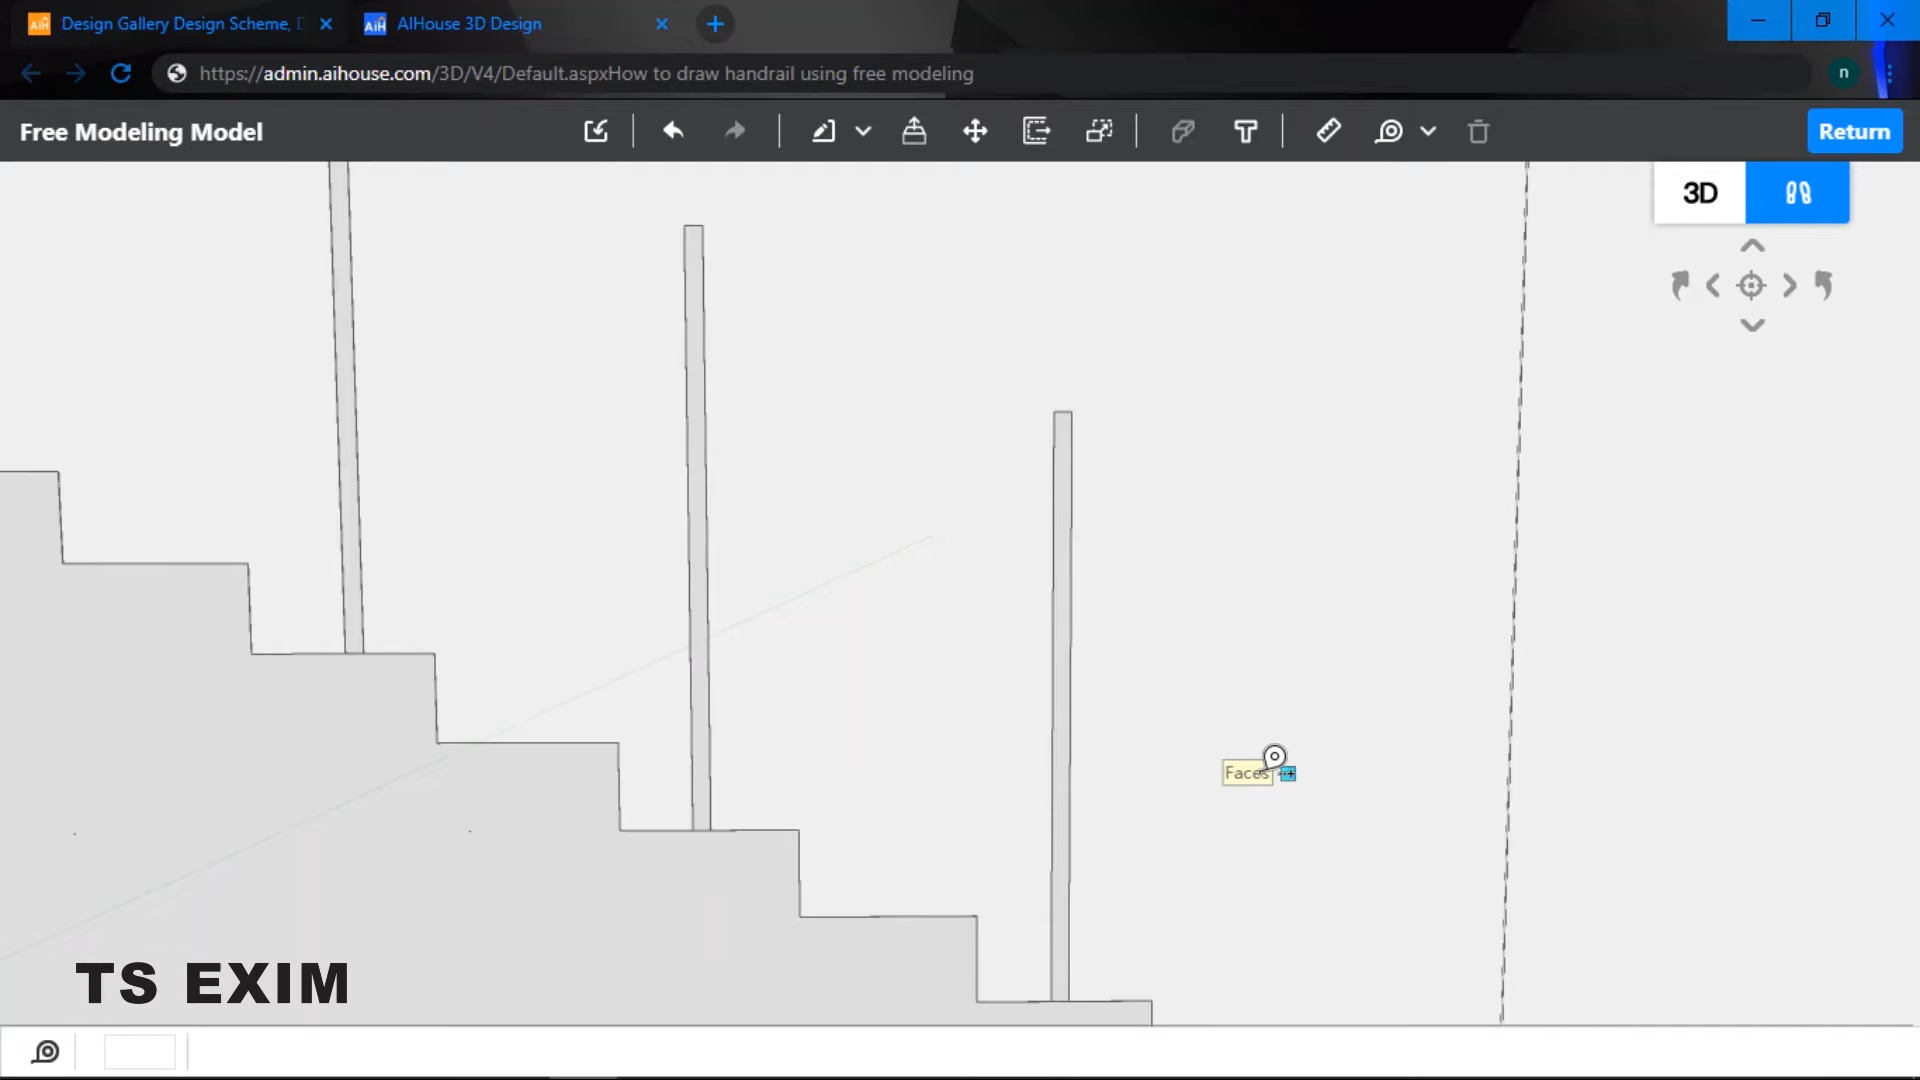 Design Gallery Design Scheme,
AIHouse 3D Design
https://admin.aihouse.com/3D/V4/Default.aspxHow to draw handrail using free modeling
n
Free Modeling Model
Return
3D
Faces
TS EXIM